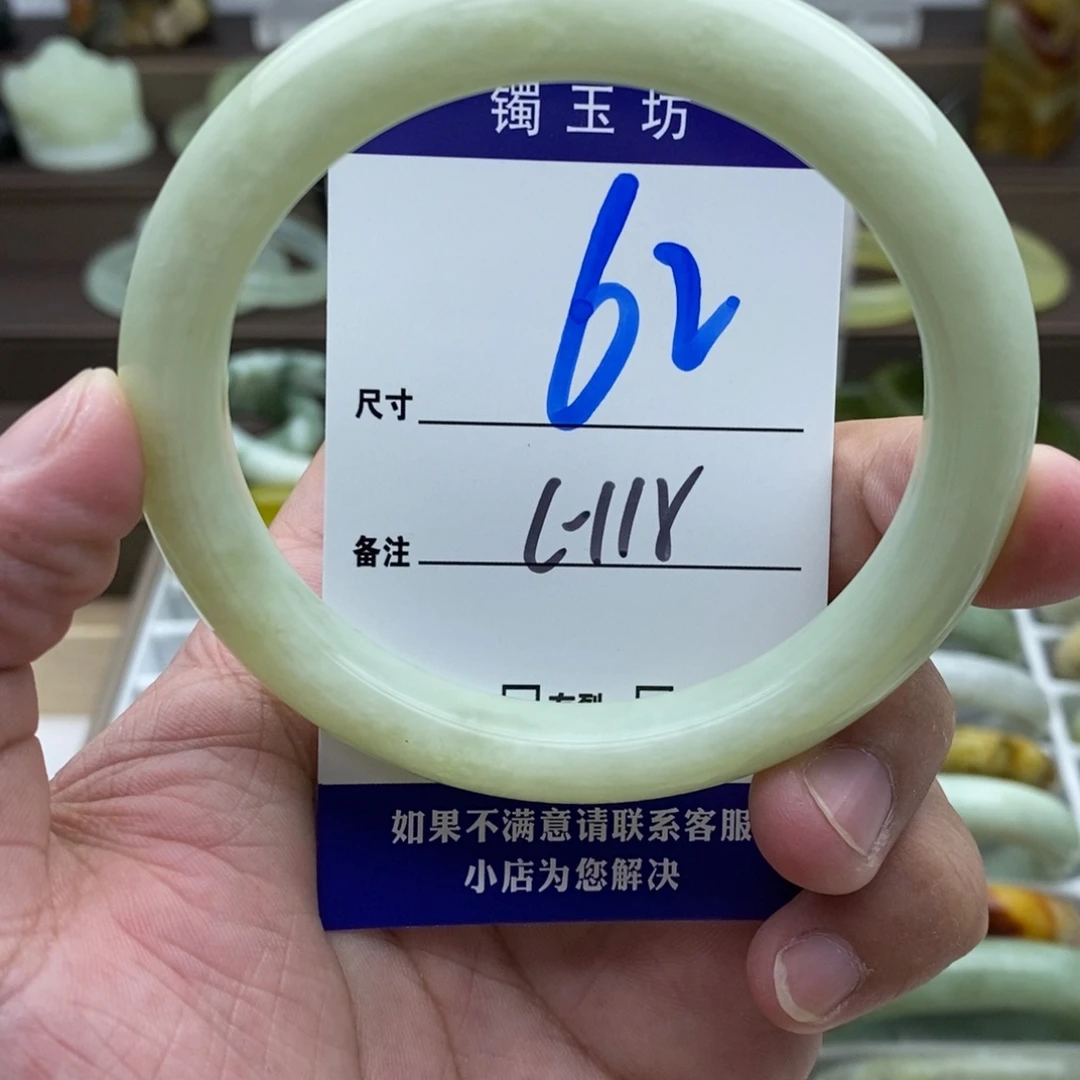 镯玉坊
62
尺寸
L-118
备注
如果不满意请联系客服
小店为您解决